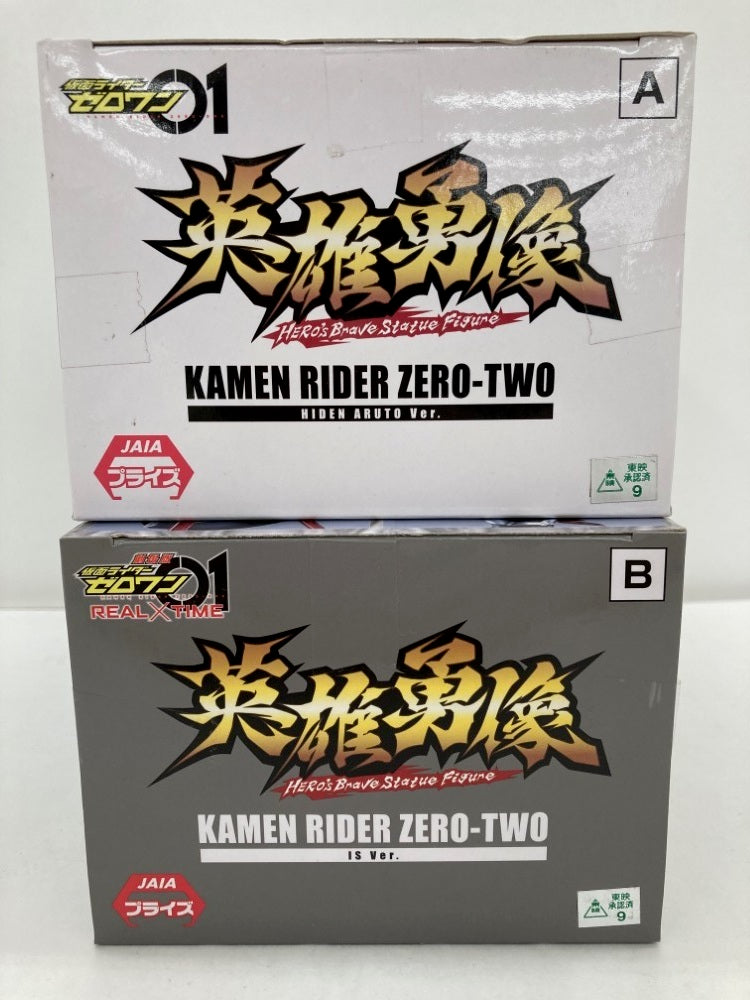 仮面ライダー
ゼロワン 01
KAMEN RIDER ZERO-ONE
A
英雄勇像
HERO's Brave Statue Figure
KAMEN RIDER ZERO-TWO
HIDEN ARUTO Ver.
JAIA
プライズ
東映
承認済
9
劇場版
仮面ライダー
ゼロワン 01
REAL×TIME
B
英雄勇像
HERO's Brave Statue Figure
KAMEN RIDER ZERO-TWO
IS Ver.
JAIA
プライズ
東映
承認済
9